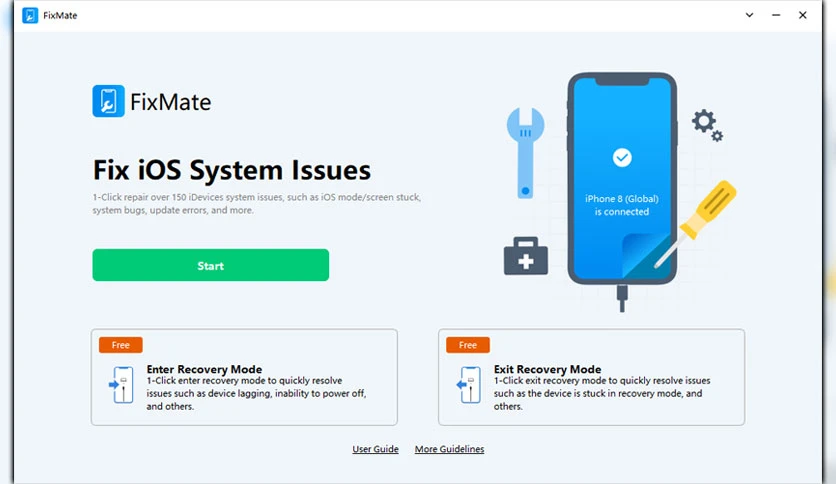 FixMate
FixMate
Fix iOS System Issues
1-Click repair over 150 iDevices system issues, such as iOS mode/screen stuck,
system bugs, update errors, and more.
Start
iPhone 8 (Global)
is connected
Free
Enter Recovery Mode
1-Click enter recovery mode to quickly resolve
issues such as device lagging, inability to power off,
and others.
Free
Exit Recovery Mode
1-Click exit recovery mode to quickly resolve issues
such as the device is stuck in recovery mode, and
others.
User Guide
More Guidelines